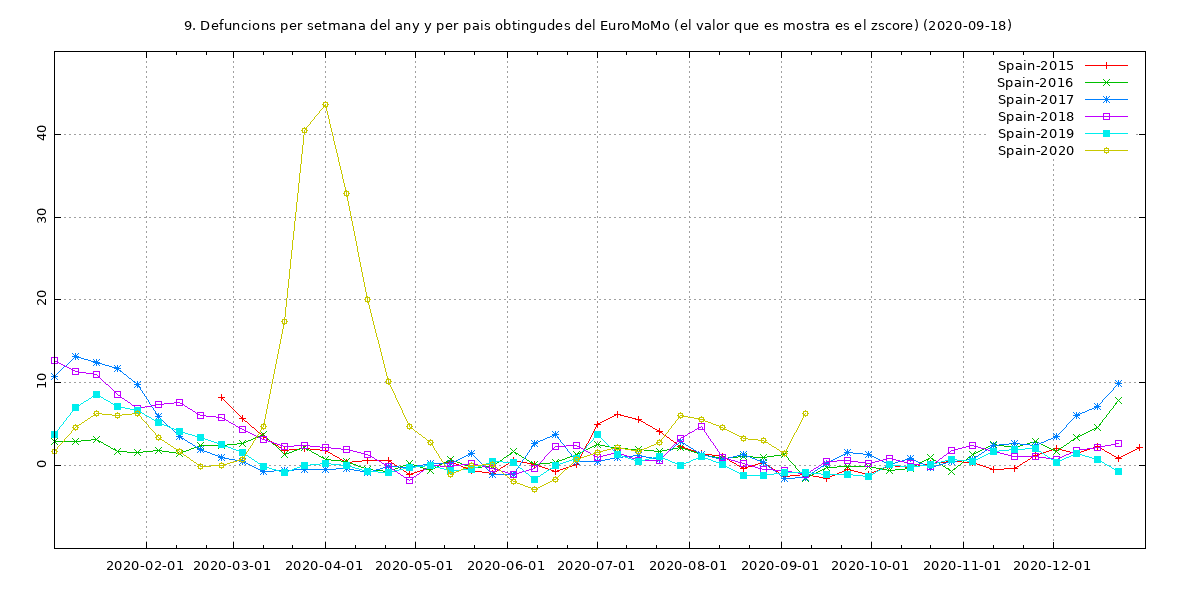 9. Defuncions per setmana del any y per pais obtingudes del EuroMoMo (el valor que es mostra es el zscore) (2020-09-18)
Spain-2015
Spain-2016
Spain-2017
Spain-2018
Spain-2019
Spain-2020
40
30
20
10
0
2020-02-01 2020-03-01 2020-04-01 2020-05-01 2020-06-01 2020-07-01 2020-08-01 2020-09-01 2020-10-01 2020-11-01 2020-12-01